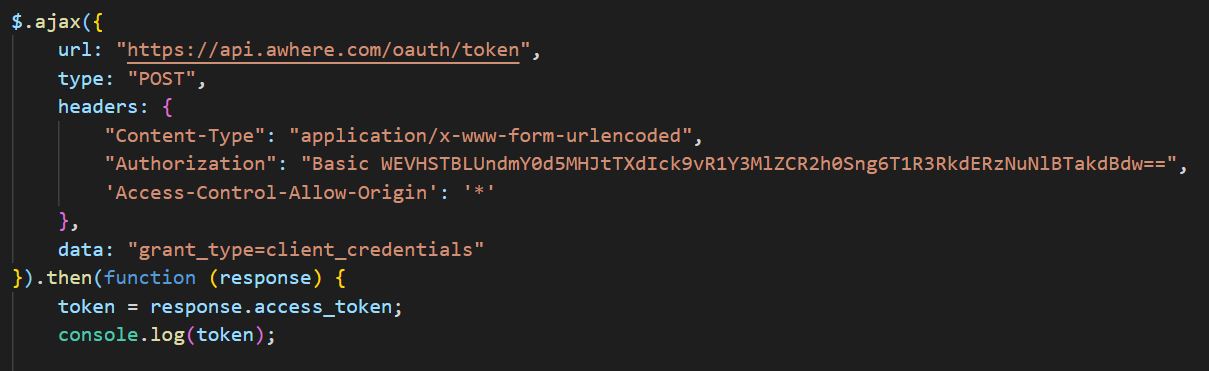 $.ajax({
url: "https://api.awhere.com/oauth/token",
type: "POST",
headers: {
"Content-Type": "application/x-www-form-urlencoded",
"Authorization": "Basic WEVHSTBLUndmY0d5MHJtTXdIck9vR1Y3MlZCR2h0Sng6T1R3RkdERzNuNlBTakdBdw==",
'Access-Control-Allow-Origin': '*'
},
data: "grant_type=client_credentials"
}).then(function (response) {
token = response.access_token;
console.log(token);